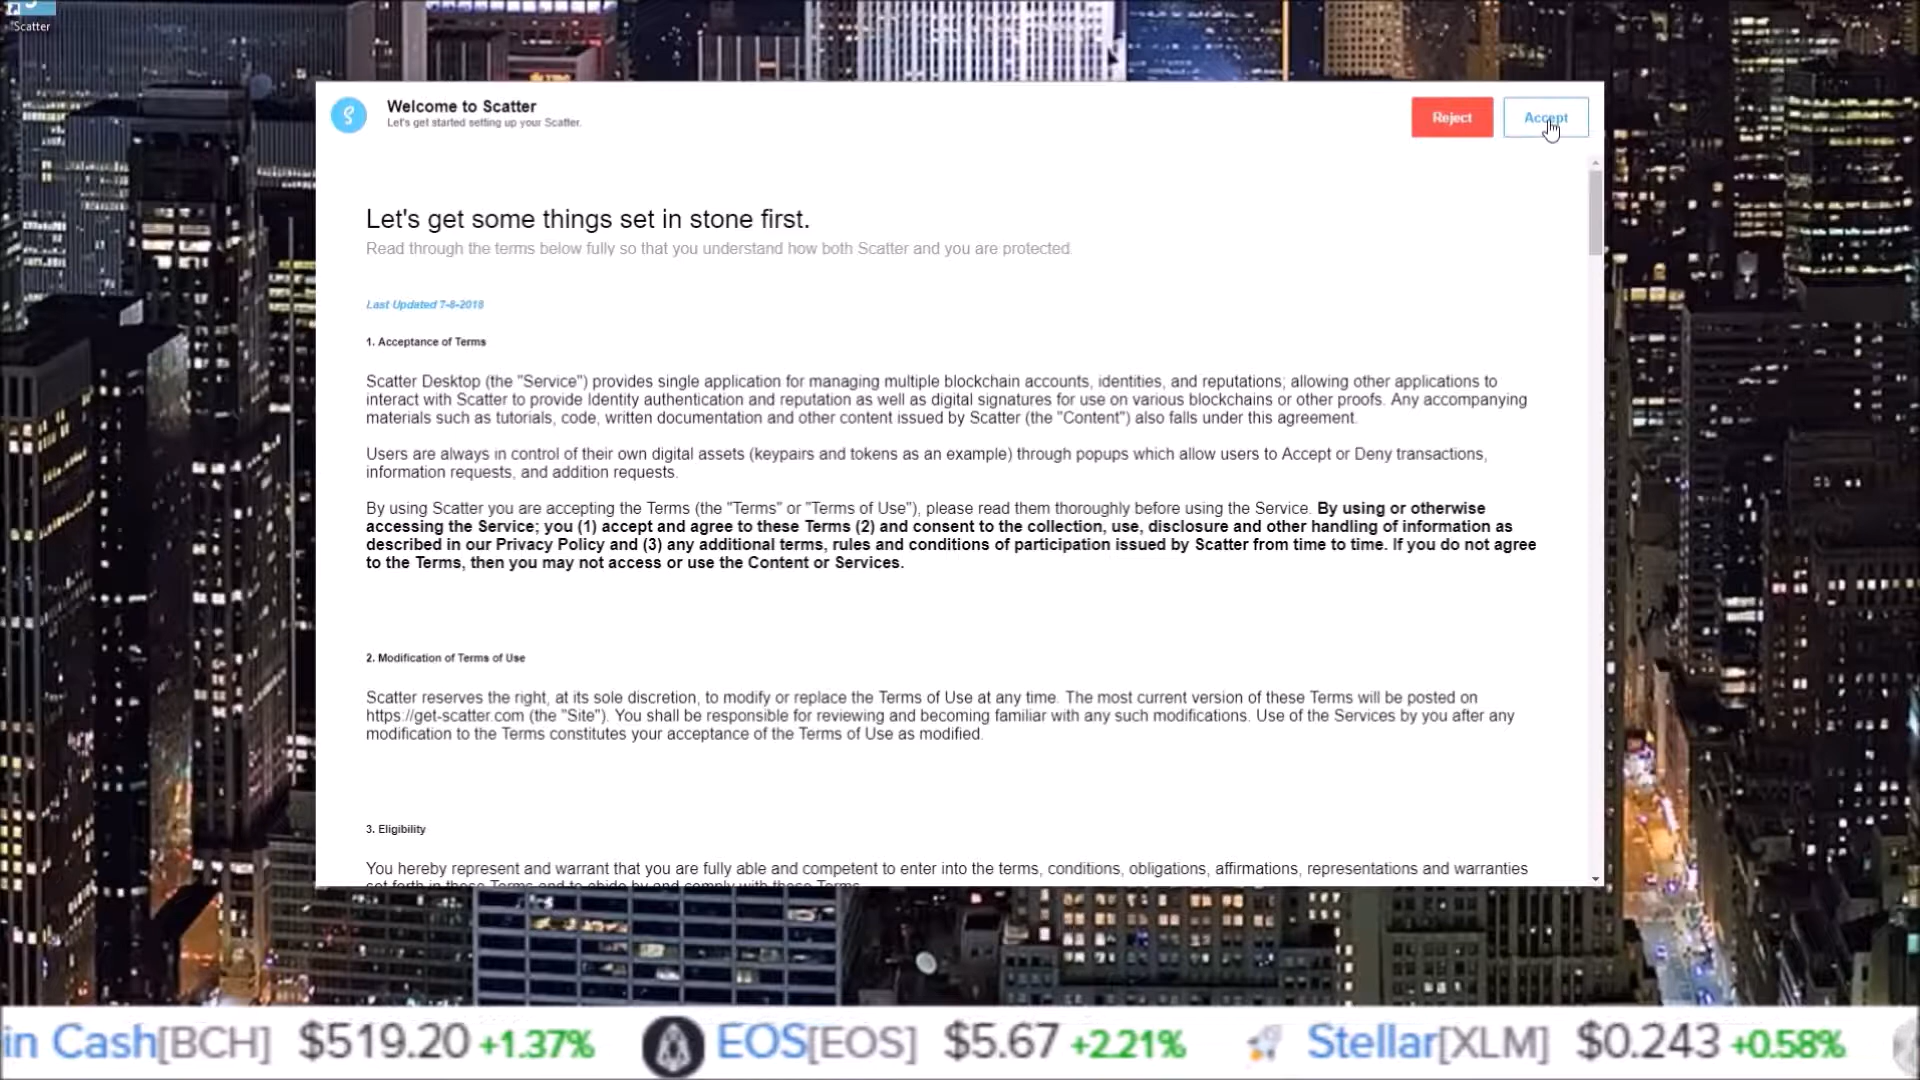 Scatter
Welcome to Scatter
Let's get started setting up your Scatter.
Reject
Accept
Let's get some things set in stone first.
Read through the terms below fully so that you understand how both Scatter and you are protected.
Last Updated 7-8-2018
1. Acceptance of Terms
Scatter Desktop (the "Service") provides single application for managing multiple blockchain accounts, identities, and reputations; allowing other applications to
interact with Scatter to provide Identity authentication and reputation as well as digital signatures for use on various blockchains or other proofs. Any accompanying
materials such as tutorials, code, written documentation and other content issued by Scatter (the "Content") also falls under this agreement.
Users are always in control of their own digital assets (keypairs and tokens as an example) through popups which allow users to Accept or Deny transactions,
information requests, and addition requests.
By using Scatter you are accepting the Terms (the "Terms" or "Terms of Use"), please read them thoroughly before using the Service. By using or otherwise
accessing the Service; you (1) accept and agree to these Terms (2) and consent to the collection, use, disclosure and other handling of information as
described in our Privacy Policy and (3) any additional terms, rules and conditions of participation issued by Scatter from time to time. If you do not agree
to the Terms, then you may not access or use the Content or Services.
2. Modification of Terms of Use
Scatter reserves the right, at its sole discretion, to modify or replace the Terms of Use at any time. The most current version of these Terms will be posted on
https://get-scatter.com (the "Site"). You shall be responsible for reviewing and becoming familiar with any such modifications. Use of the Services by you after any
modification to the Terms constitutes your acceptance of the Terms of Use as modified.
3. Eligibility
You hereby represent and warrant that you are fully able and competent to enter into the terms, conditions, obligations, affirmations, representations and warranties
set forth in these Terms and to abide by and comply with these Terms.
in Cash[BCH] $519.20 +1.37% EOS[EOS] $5.67 +2.21% Stellar[XLM] $0.243 +0.58%